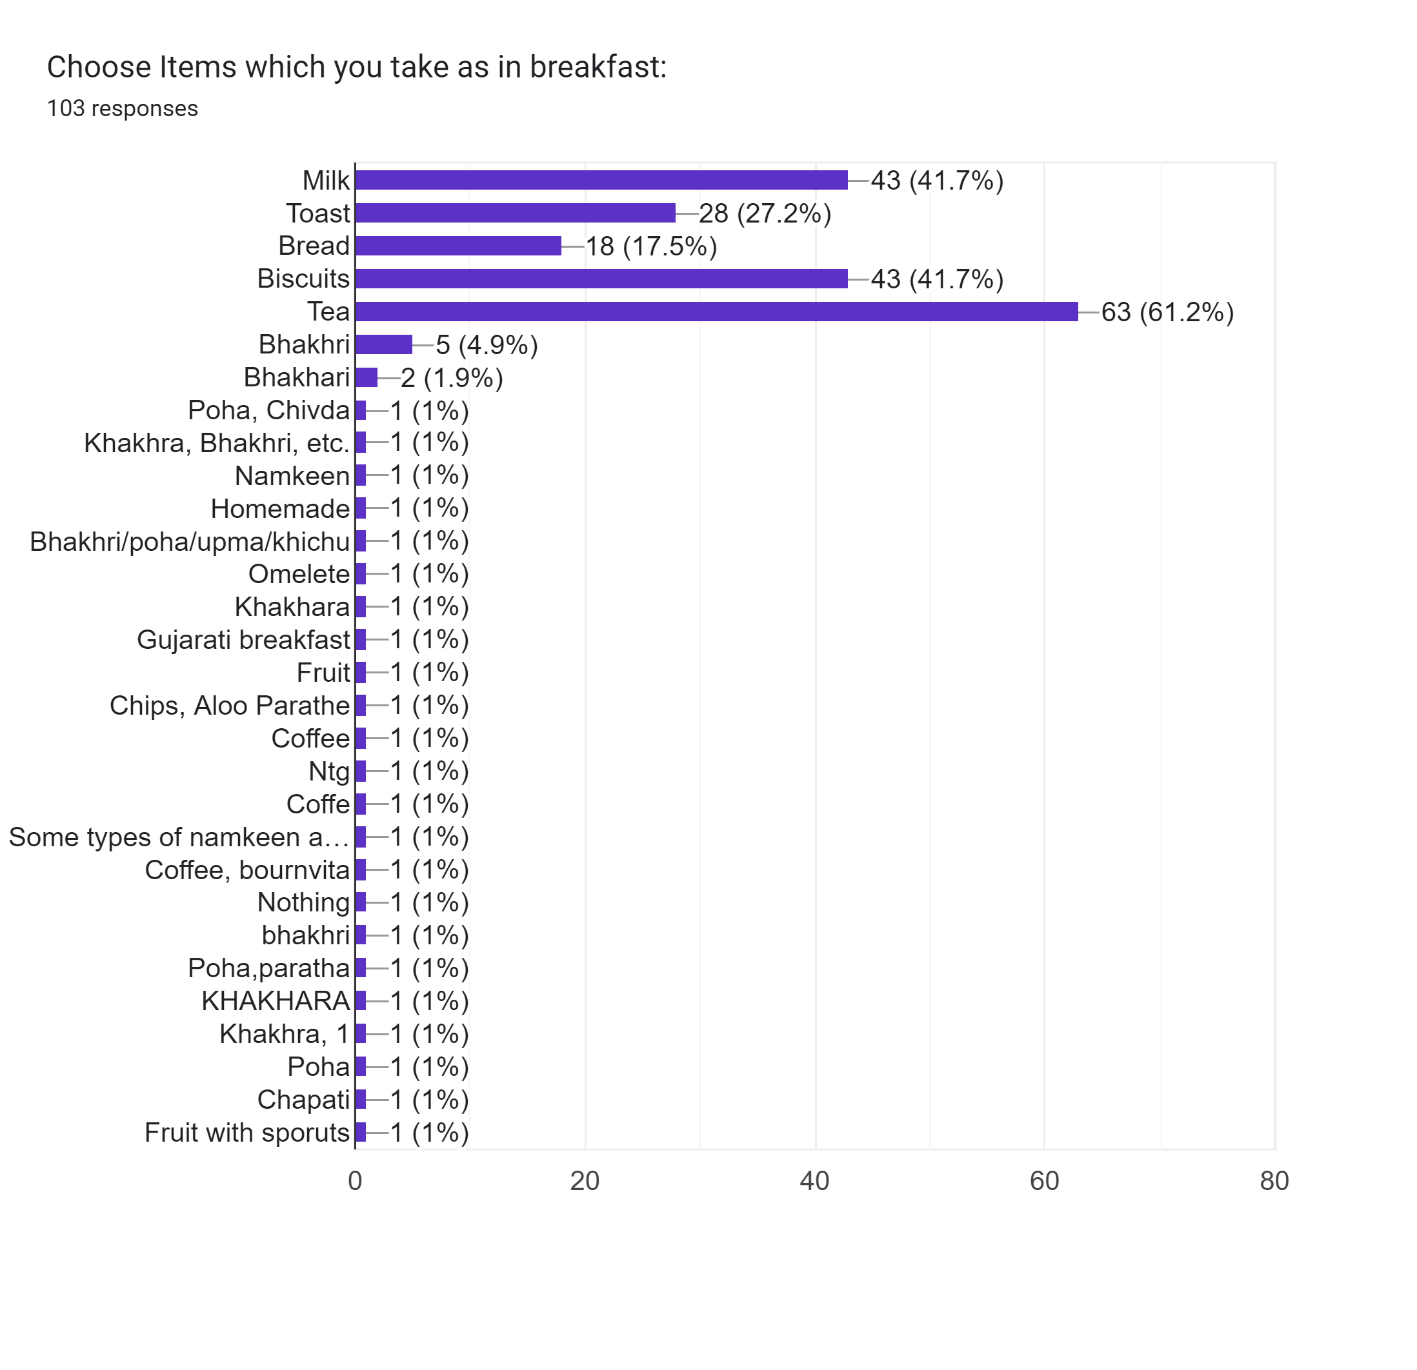 Choose Items which you take as in breakfast:
103 responses
Milk 43 (41.7%)
Toast 28 (27.2%)
Bread 18 (17.5%)
Biscuits 43 (41.7%)
Tea 63 (61.2%)
Bhakhri 5 (4.9%)
Bhakhari 2 (1.9%)
Poha, Chivda 1 (1%)
Khakhra, Bhakhri, etc. 1 (1%)
Namkeen 1 (1%)
Homemade 1 (1%)
Bhakhri/poha/upma/khichu 1 (1%)
Omelete 1 (1%)
Khakhara 1 (1%)
Gujarati breakfast 1 (1%)
Fruit 1 (1%)
Chips, Aloo Parathe 1 (1%)
Coffee 1 (1%)
Ntg 1 (1%)
Coffe 1 (1%)
Some types of namkeen a… 1 (1%)
Coffee, bournvita 1 (1%)
Nothing 1 (1%)
bhakhri 1 (1%)
Poha,paratha 1 (1%)
KHAKHARA 1 (1%)
Khakhra, 1 1 (1%)
Poha 1 (1%)
Chapati 1 (1%)
Fruit with sporuts 1 (1%)
0 20 40 60 80